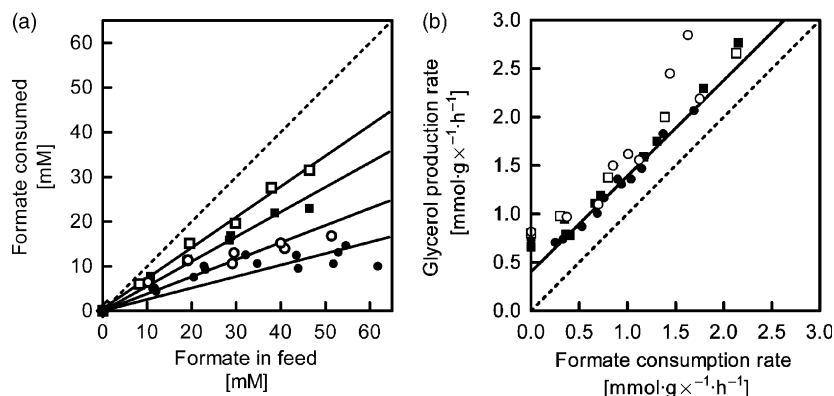 (a)
60
50
40
30
20
10
0
0 10 20 30 40 50 60
Formate consumed
[mM]
Formate in feed
[mM]
(b)
3.0
2.5
2.0
1.5
1.0
0.5
0.0
0.0 0.5 1.0 1.5 2.0 2.5 3.0
Glycerol production rate
[mmol·g ×⁻¹·h⁻¹]
Formate consumption rate
[mmol·g ×⁻¹·h⁻¹]